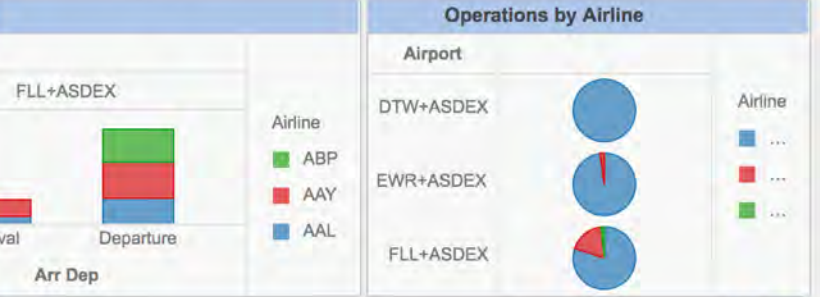 FLL+ASDEX
Airline
ABP
AAY
AAL
val
Departure
Arr Dep
Operations by Airline
Airport
DTW+ASDEX
EWR+ASDEX
FLL+ASDEX
Airline
...
...
...